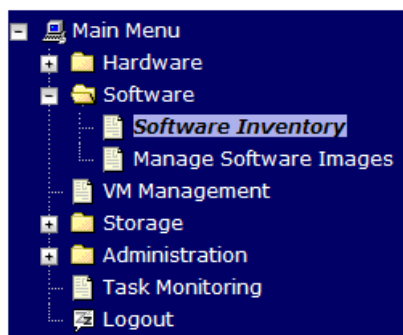 Main Menu
Hardware
Software
Software Inventory
Manage Software Images
VM Management
Storage
Administration
Task Monitoring
Logout